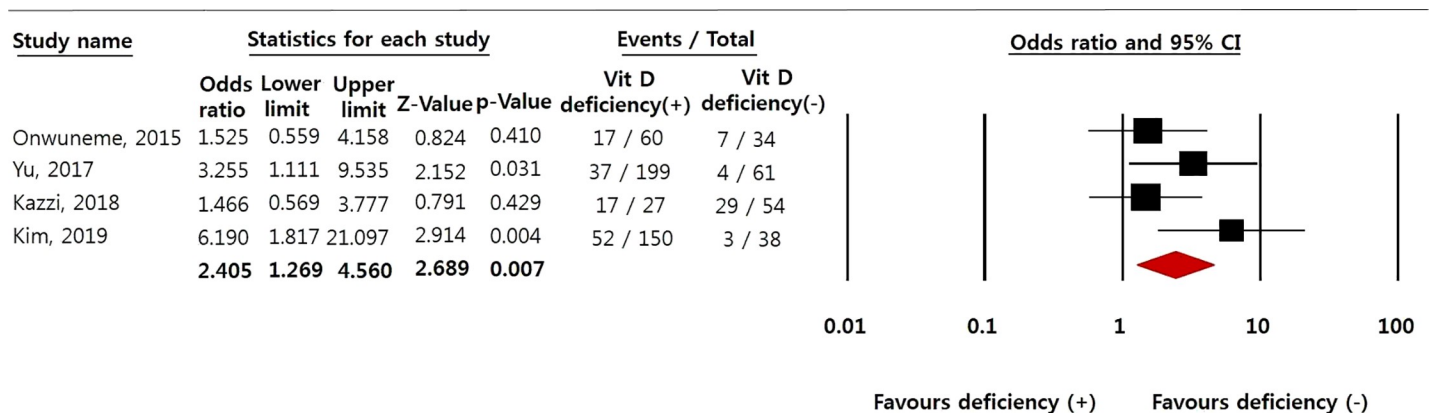 Study name Statistics for each study Events / Total Odds ratio and 95% CI
Odds Lower Upper Vit D Vit D
ratio limit limit Z-Value p-Value deficiency(+) deficiency(-)
Onwuneme, 2015 1.525 0.559 4.158 0.824 0.410 17 / 60 7 / 34
Yu, 2017 3.255 1.111 9.535 2.152 0.031 37 / 199 4 / 61
Kazzi, 2018 1.466 0.569 3.777 0.791 0.429 17 / 27 29 / 54
Kim, 2019 6.190 1.817 21.097 2.914 0.004 52 / 150 3 / 38
2.405 1.269 4.560 2.689 0.007
0.01 0.1 1 10 100
Favours deficiency (+) Favours deficiency (-)